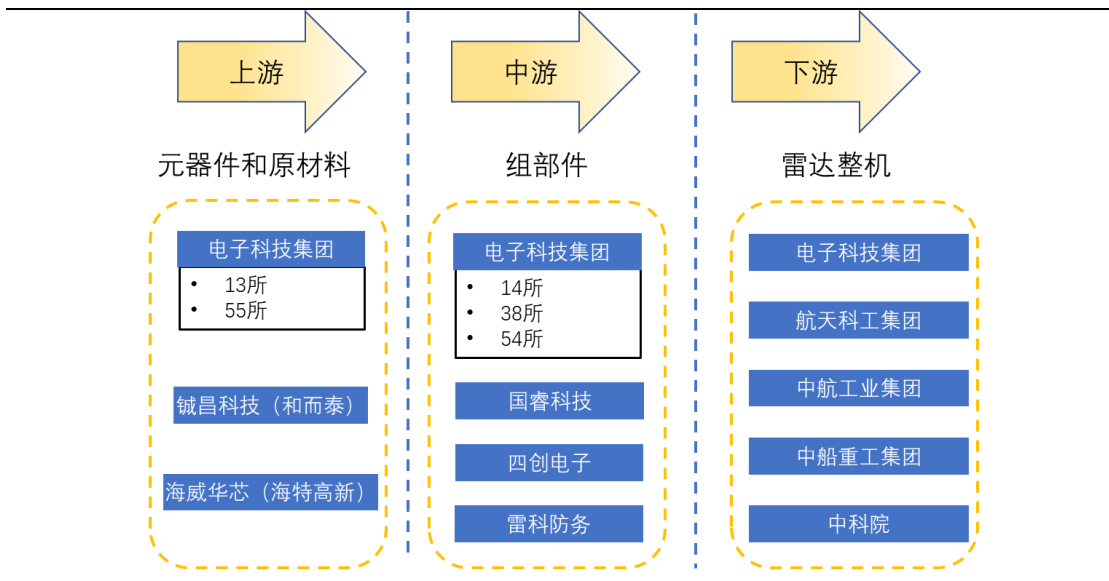 上游
中游
下游
元器件和原材料
组部件
雷达整机
电子科技集团
• 13所
• 55所
铖昌科技（和而泰）
海威华芯（海特高新）
电子科技集团
• 14所
• 38所
• 54所
国睿科技
四创电子
雷科防务
电子科技集团
航天科工集团
中航工业集团
中船重工集团
中科院